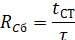 R_Сб = t_СТ / τ